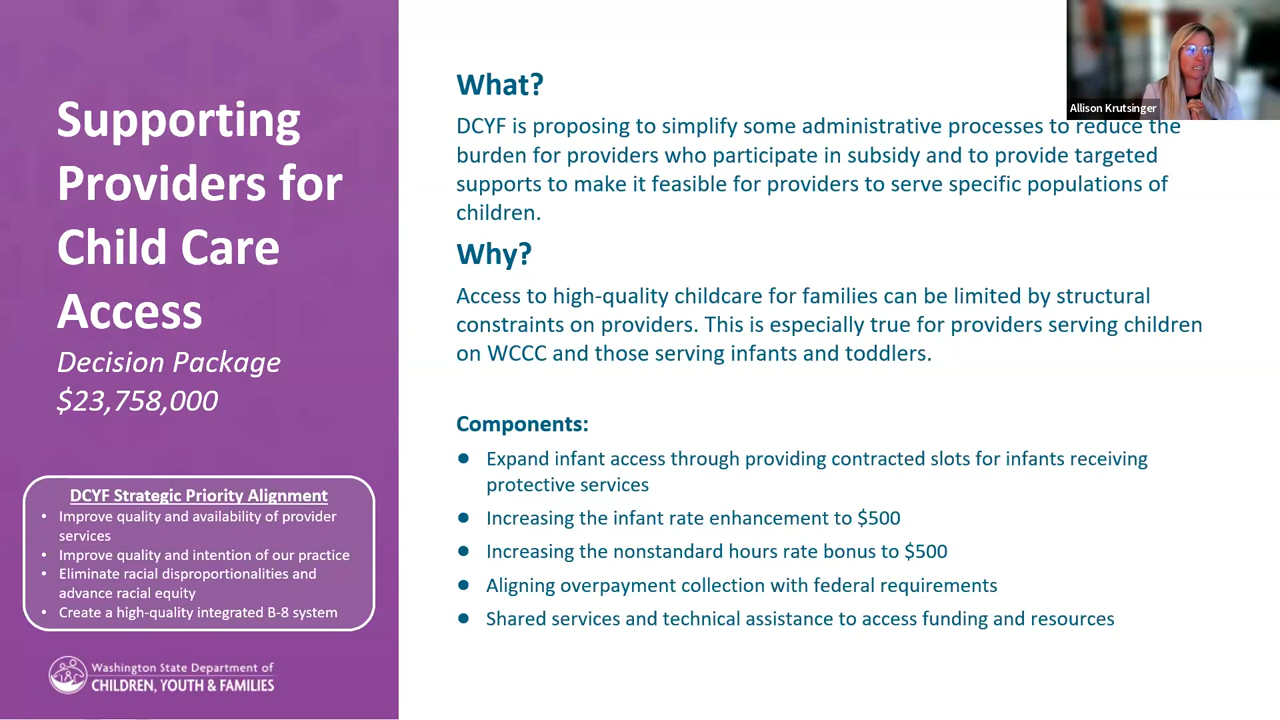 Supporting
Providers for
Child Care
Access
Decision Package
$23,758,000
DCYF Strategic Priority Alignment
• Improve quality and availability of provider
services
• Improve quality and intention of our practice
• Eliminate racial disproportionalities and
advance racial equity
• Create a high-quality integrated B-8 system
Washington State Department of
CHILDREN, YOUTH & FAMILIES
What?
DCYF is proposing to simplify some administrative processes to reduce the
burden for providers who participate in subsidy and to provide targeted
supports to make it feasible for providers to serve specific populations of
children.
Why?
Access to high-quality childcare for families can be limited by structural
constraints on providers. This is especially true for providers serving children
on WCCC and those serving infants and toddlers.
Components:
● Expand infant access through providing contracted slots for infants receiving
protective services
● Increasing the infant rate enhancement to $500
● Increasing the nonstandard hours rate bonus to $500
● Aligning overpayment collection with federal requirements
● Shared services and technical assistance to access funding and resources
Allison Krutsinger